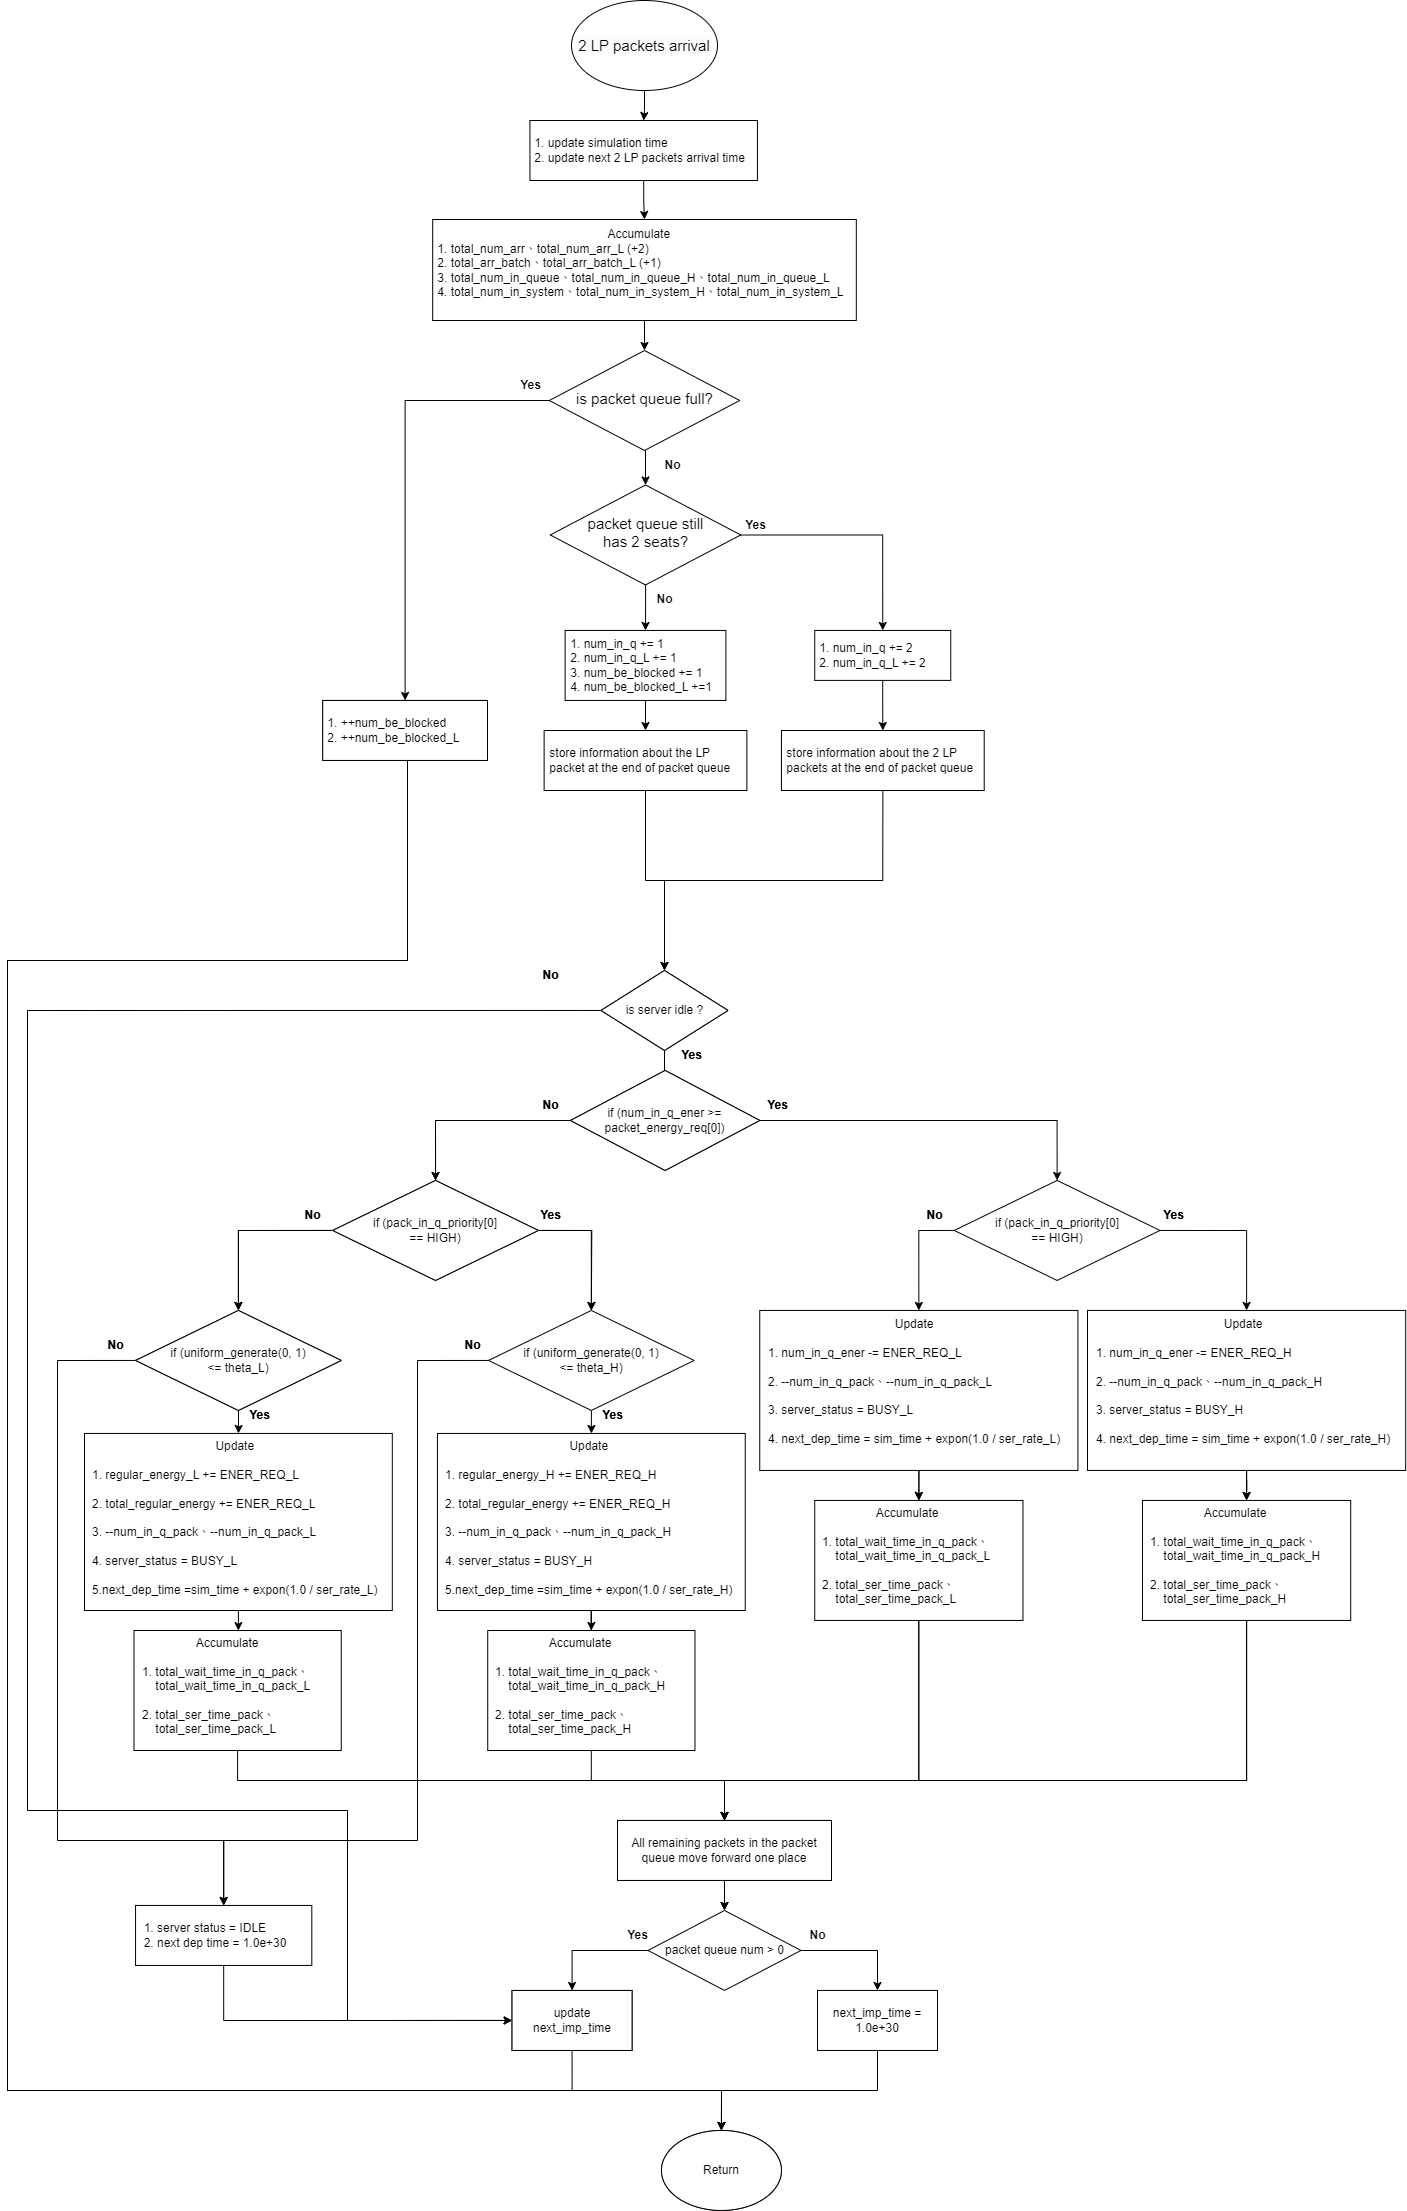 2 LP packets arrival
1. update simulation time
2. update next 2 LP packets arrival time
Accumulate
1. total_num_arr、total_num_arr_L (+2)
2. total_arr_batch、total_arr_batch_L (+1)
3. total_num_in_queue、total_num_in_queue_H、total_num_in_queue_L
4. total_num_in_system、total_num_in_system_H、total_num_in_system_L
Yes
is packet queue full?
No
packet queue still
has 2 seats?
Yes
No
1. num_in_q += 1
2. num_in_q_L += 1
3. num_be_blocked += 1
4. num_be_blocked_L +=1
1. num_in_q += 2
2. num_in_q_L += 2
1. ++num_be_blocked
2. ++num_be_blocked_L
store information about the LP
packet at the end of packet queue
store information about the 2 LP
packets at the end of packet queue
No
is server idle ?
Yes
No
if (num_in_q_ener >=
packet_energy_req[0])
Yes
No
if (pack_in_q_priority[0]
== HIGH)
Yes
No
if (pack_in_q_priority[0]
== HIGH)
Yes
No
if (uniform_generate(0, 1)
<= theta_L)
Yes
No
if (uniform_generate(0, 1)
<= theta_H)
Yes
Update
1. num_in_q_ener -= ENER_REQ_L
2. --num_in_q_pack、--num_in_q_pack_L
3. server_status = BUSY_L
4. next_dep_time = sim_time + expon(1.0 / ser_rate_L)
Update
1. num_in_q_ener -= ENER_REQ_H
2. --num_in_q_pack、--num_in_q_pack_H
3. server_status = BUSY_H
4. next_dep_time = sim_time + expon(1.0 / ser_rate_H)
Update
1. regular_energy_L += ENER_REQ_L
2. total_regular_energy += ENER_REQ_L
3. --num_in_q_pack、--num_in_q_pack_L
4. server_status = BUSY_L
5.next_dep_time =sim_time + expon(1.0 / ser_rate_L)
Update
1. regular_energy_H += ENER_REQ_H
2. total_regular_energy += ENER_REQ_H
3. --num_in_q_pack、--num_in_q_pack_H
4. server_status = BUSY_H
5.next_dep_time =sim_time + expon(1.0 / ser_rate_H)
Accumulate
1. total_wait_time_in_q_pack、
total_wait_time_in_q_pack_L
2. total_ser_time_pack、
total_ser_time_pack_L
Accumulate
1. total_wait_time_in_q_pack、
total_wait_time_in_q_pack_H
2. total_ser_time_pack、
total_ser_time_pack_H
Accumulate
1. total_wait_time_in_q_pack、
total_wait_time_in_q_pack_L
2. total_ser_time_pack、
total_ser_time_pack_L
Accumulate
1. total_wait_time_in_q_pack、
total_wait_time_in_q_pack_H
2. total_ser_time_pack、
total_ser_time_pack_H
All remaining packets in the packet
queue move forward one place
1. server status = IDLE
2. next dep time = 1.0e+30
Yes
packet queue num > 0
No
update
next_imp_time
next_imp_time =
1.0e+30
Return